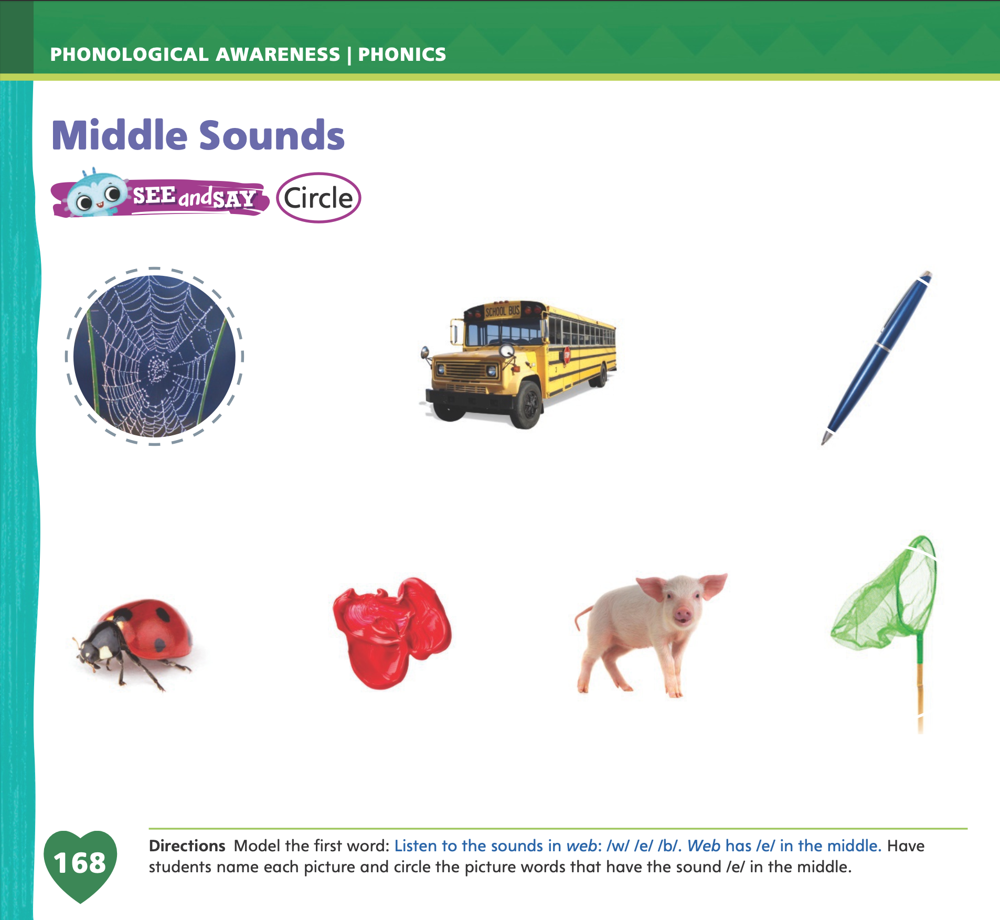 PHONOLOGICAL AWARENESS | PHONICS
Middle Sounds
SEE and SAY Circle
SCHOOL BUS
STOP
168
Directions Model the first word: Listen to the sounds in web: /w/ /e/ /b/. Web has /e/ in the middle. Have
students name each picture and circle the picture words that have the sound /e/ in the middle.